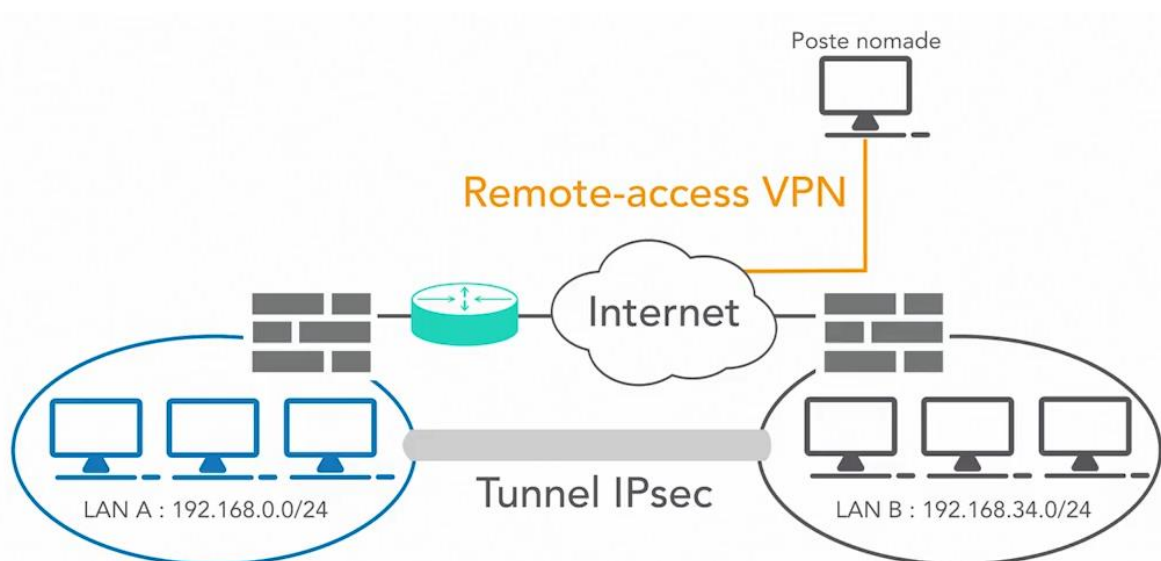 Poste nomade
Remote-access VPN
Internet
Tunnel IPsec
LAN A : 192.168.0.0/24
LAN B : 192.168.34.0/24